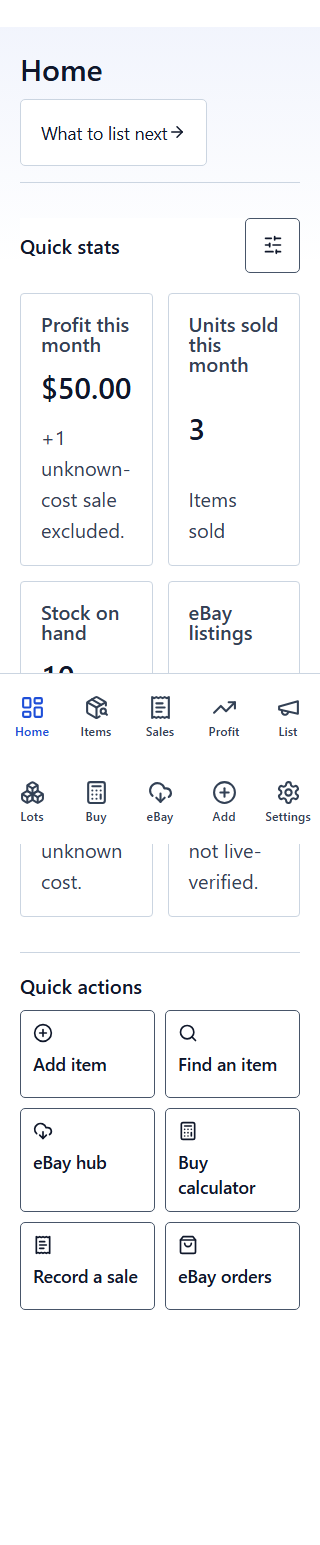 Home
What to list next
Quick stats
Profit this
month
$50.00
+1
unknown-
cost sale
excluded.
Units sold
this
month
3
Items
sold
Stock on
hand
eBay
listings
Home
Items
Sales
Profit
List
Lots
Buy
eBay
Add
Settings
unknown
cost.
not live-
verified.
Quick actions
Add item
Find an item
eBay hub
Buy
calculator
Record a sale
eBay orders